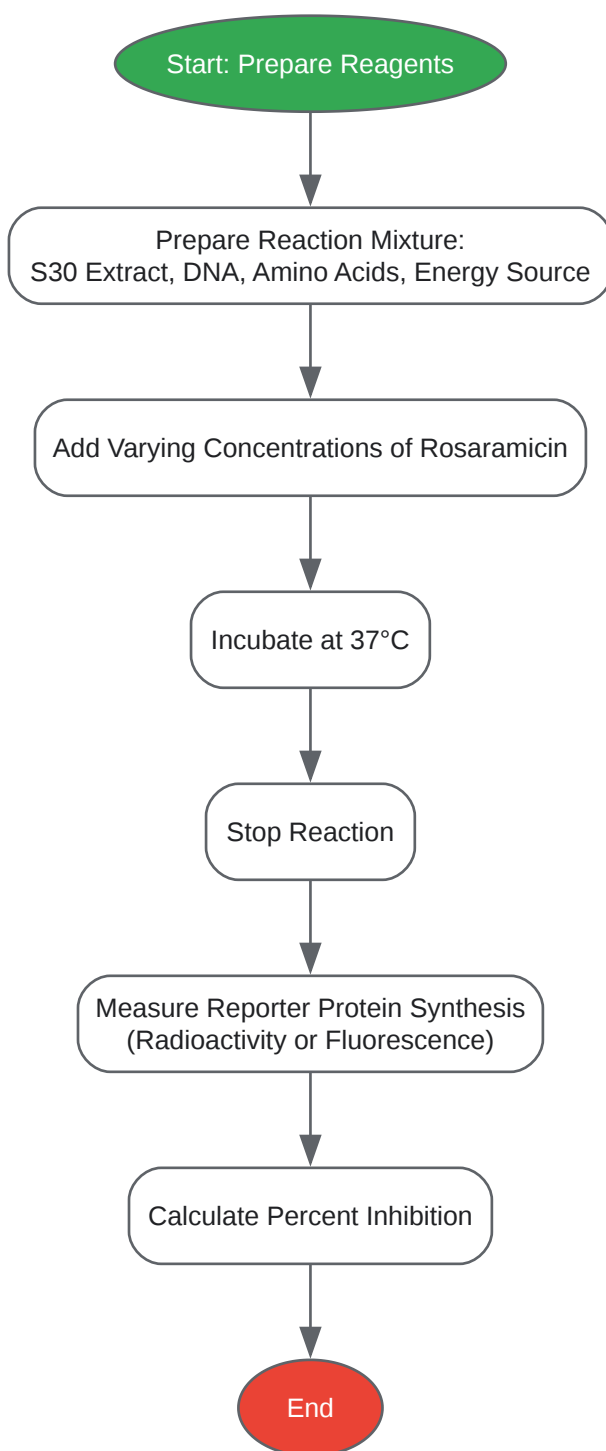 Start: Prepare Reagents
Prepare Reaction Mixture:
S30 Extract, DNA, Amino Acids, Energy Source
Add Varying Concentrations of Rosaramicin
Incubate at 37°C
Stop Reaction
Measure Reporter Protein Synthesis
(Radioactivity or Fluorescence)
Calculate Percent Inhibition
End